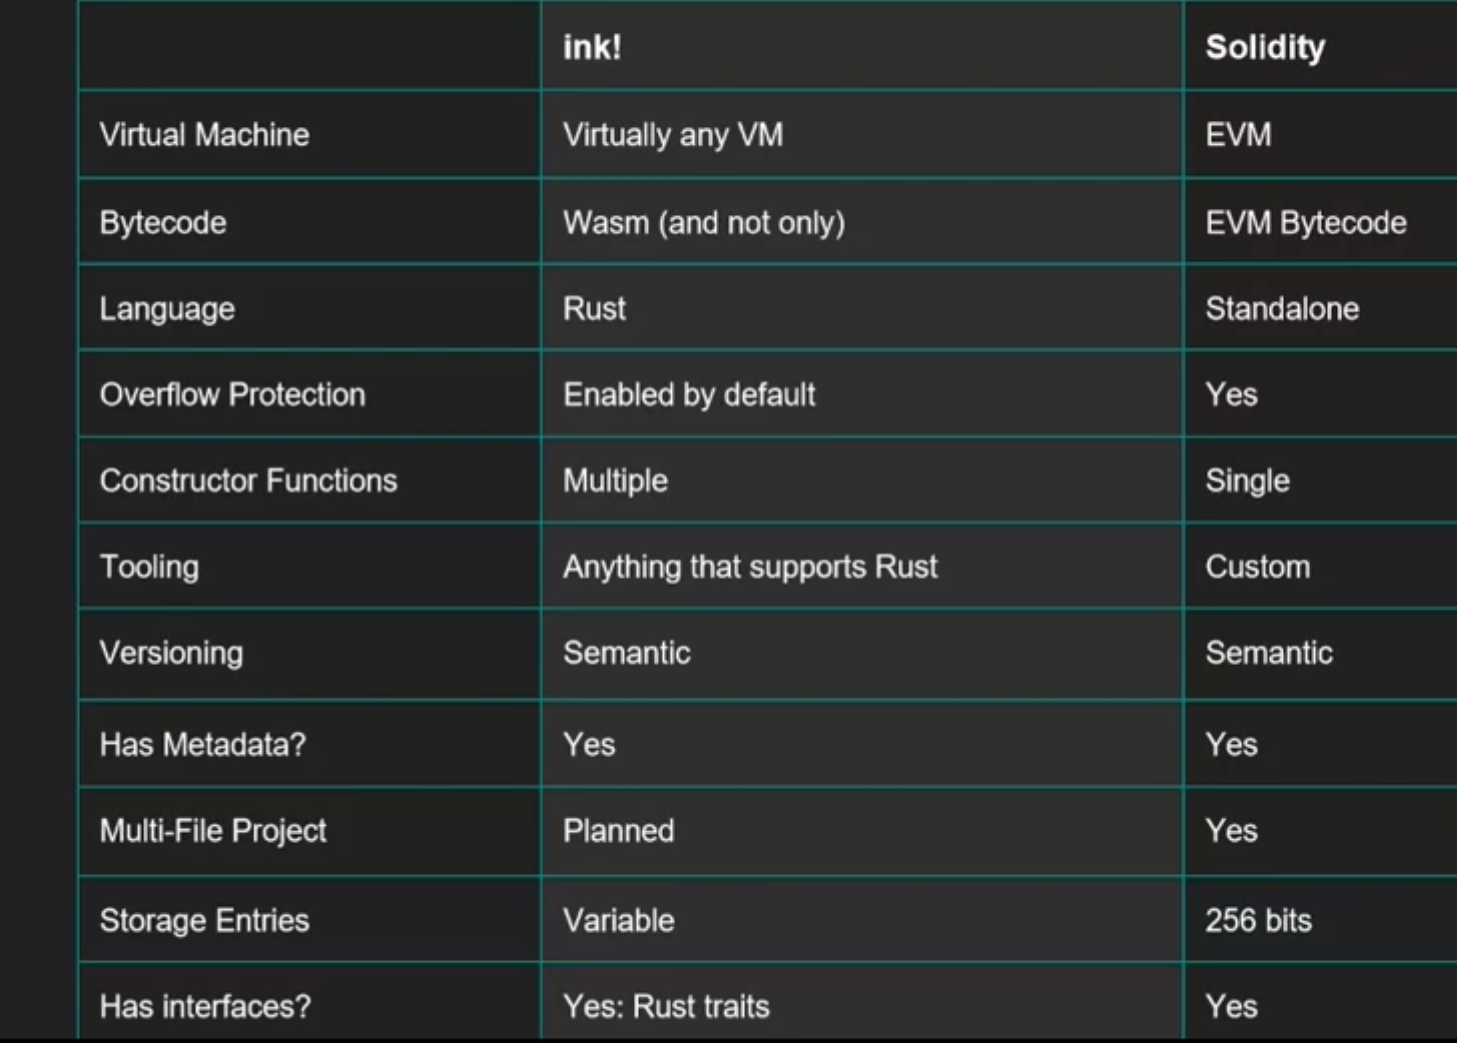 ink! Solidity
Virtual Machine Virtually any VM EVM
Bytecode Wasm (and not only) EVM Bytecode
Language Rust Standalone
Overflow Protection Enabled by default Yes
Constructor Functions Multiple Single
Tooling Anything that supports Rust Custom
Versioning Semantic Semantic
Has Metadata? Yes Yes
Multi-File Project Planned Yes
Storage Entries Variable 256 bits
Has interfaces? Yes: Rust traits Yes